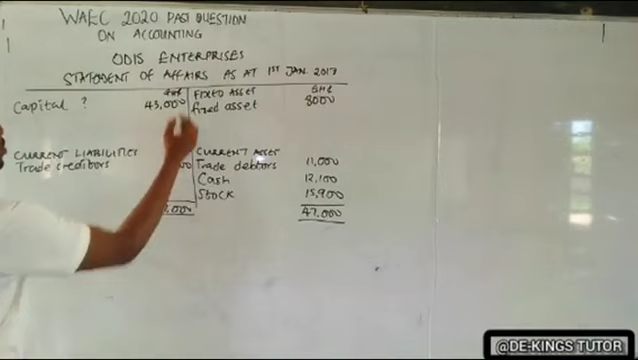 WAEC 2020 PAST QUESTION
ON ACCOUNTING
ODIS ENTERPRISES
STATEMENT OF AFFAIRS AS AT 1ST JAN. 2017
GH¢ FIXED ASSET GH¢
Capital ? 43,000 fixed asset 8000
CURRENT LIABILITIES CURRENT ASSET
Trade creditors Trade debtors 11,000
Cash 12,100
Stock 15,900
47,000
@DE-KINGS TUTOR